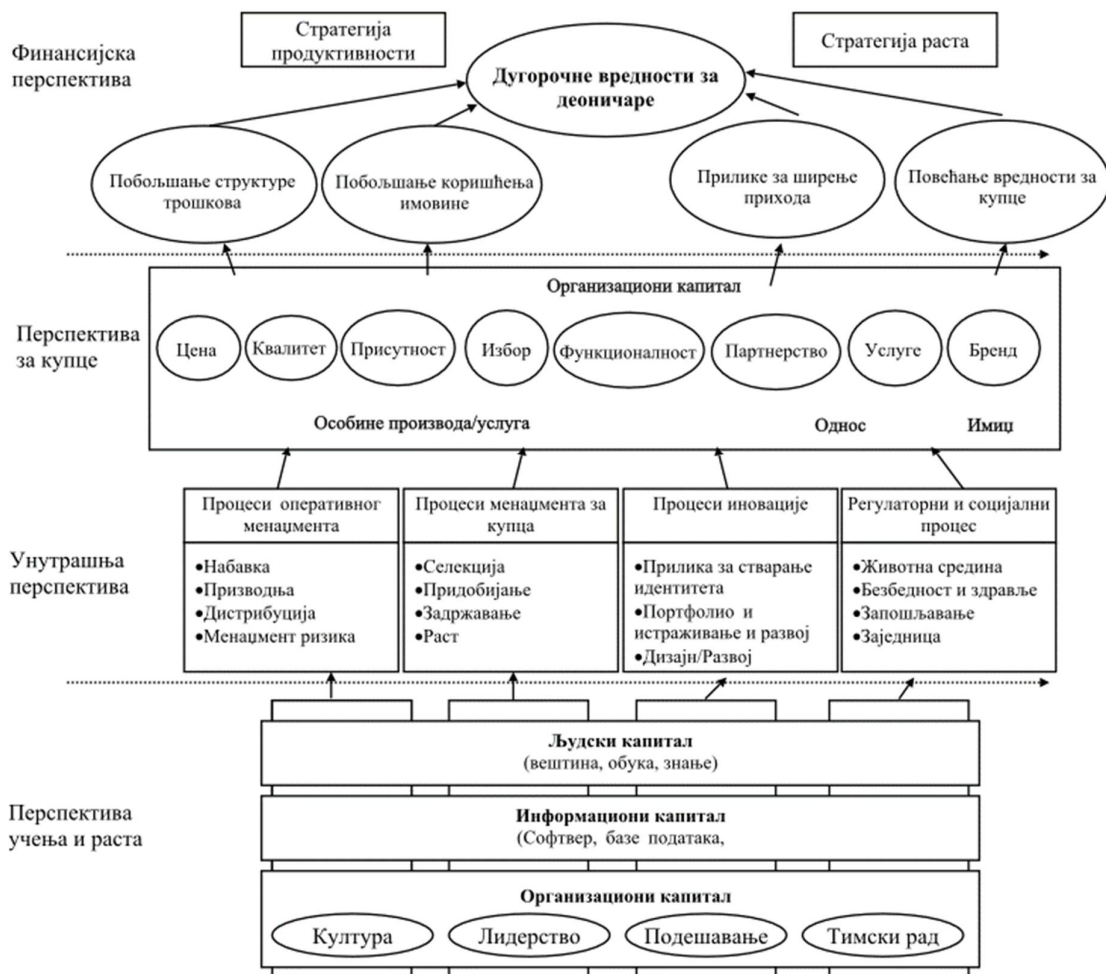 Финансијска
перспектива
Стратегија
продуктивности
Стратегија раста
Дугорочне вредности за
деоничаре
Побољшање структуре
трошкова
Побољшање коришћења
имовине
Прилике за ширење
прихода
Повећање вредности за
купце
Перспектива
за купце
Организациони капитал
Цена
Квалитет
Присутност
Избор
Функционалност
Партнерство
Услуге
Бренд
Особине производа/услуга
Однос
Имиџ
Унутрашња
перспектива
Процеси оперативног
менаџмента
•Набавка
•Призводња
•Дистрибуција
•Менаџмент ризика
Процеси менаџмента за
купца
•Селекција
•Придобијање
•Задржавање
•Раст
Процеси иновације
•Прилика за стварање
идентитета
•Портфолио и
истраживање и развој
•Дизајн/Развој
Регулаторни и социјални
процес
•Животна средина
•Безбедност и здравље
•Запошљавање
•Заједница
Перспектива
учења и раста
Људски капитал
(вештина, обука, знање)
Информациони капитал
(Софтвер, базе података,
Организациони капитал
Култура
Лидерство
Подешавање
Тимски рад